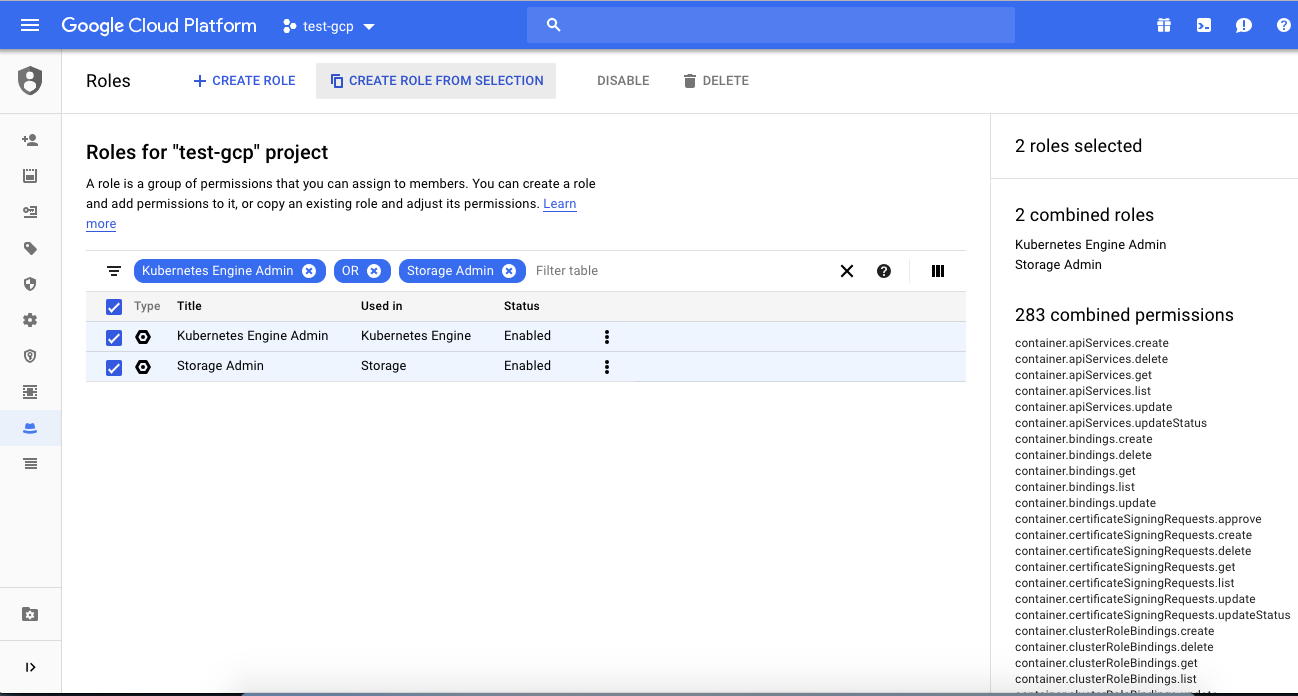 Google Cloud Platform
test-gcp
Roles
CREATE ROLE
CREATE ROLE FROM SELECTION
DISABLE
DELETE
Roles for "test-gcp" project
A role is a group of permissions that you can assign to members. You can create a role
and add permissions to it, or copy an existing role and adjust its permissions. Learn
more
Kubernetes Engine Admin
OR
Storage Admin
Filter table
Type Title Used in Status
Kubernetes Engine Admin Kubernetes Engine Enabled
Storage Admin Storage Enabled
2 roles selected
2 combined roles
Kubernetes Engine Admin
Storage Admin
283 combined permissions
container.apiServices.create
container.apiServices.delete
container.apiServices.get
container.apiServices.list
container.apiServices.update
container.apiServices.updateStatus
container.bindings.create
container.bindings.delete
container.bindings.get
container.bindings.list
container.bindings.update
container.certificateSigningRequests.approve
container.certificateSigningRequests.create
container.certificateSigningRequests.delete
container.certificateSigningRequests.get
container.certificateSigningRequests.list
container.certificateSigningRequests.update
container.certificateSigningRequests.updateStatus
container.clusterRoleBindings.create
container.clusterRoleBindings.delete
container.clusterRoleBindings.get
container.clusterRoleBindings.list